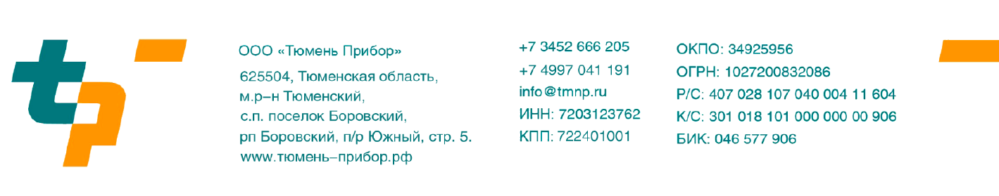 tp
ООО «Тюмень Прибор»
625504, Тюменская область,
м.р–н Тюменский,
с.п. поселок Боровский,
рп Боровский, п/р Южный, стр. 5.
www.тюмень–прибор.рф
+7 3452 666 205
+7 4997 041 191
info@tmnp.ru
ИНН: 7203123762
КПП: 722401001
ОКПО: 34925956
ОГРН: 1027200832086
Р/С: 407 028 107 040 004 11 604
К/С: 301 018 101 000 000 00 906
БИК: 046 577 906